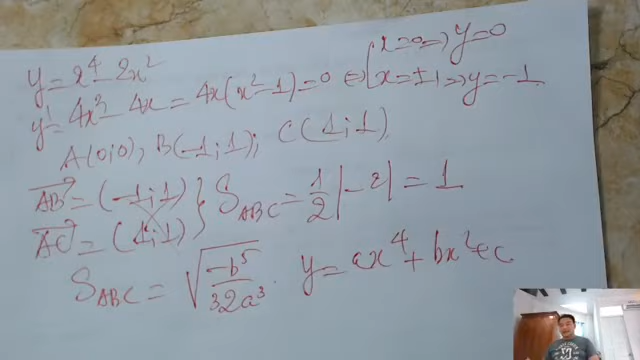 y = x⁴ - 2x²
y' = 4x³ - 4x = 4x(x² - 1) = 0 ⇔ [x = 0 ⇒ y = 0
x = ±1 ⇒ y = -1
A(0;0), B(-1;1); C(1;1)
AB = (-1;1)
AC = (1;1)
} S_ABC = 1/2 |-2| = 1
S_ABC = √(-b⁵/32a³). y = ax⁴ + bx² + c